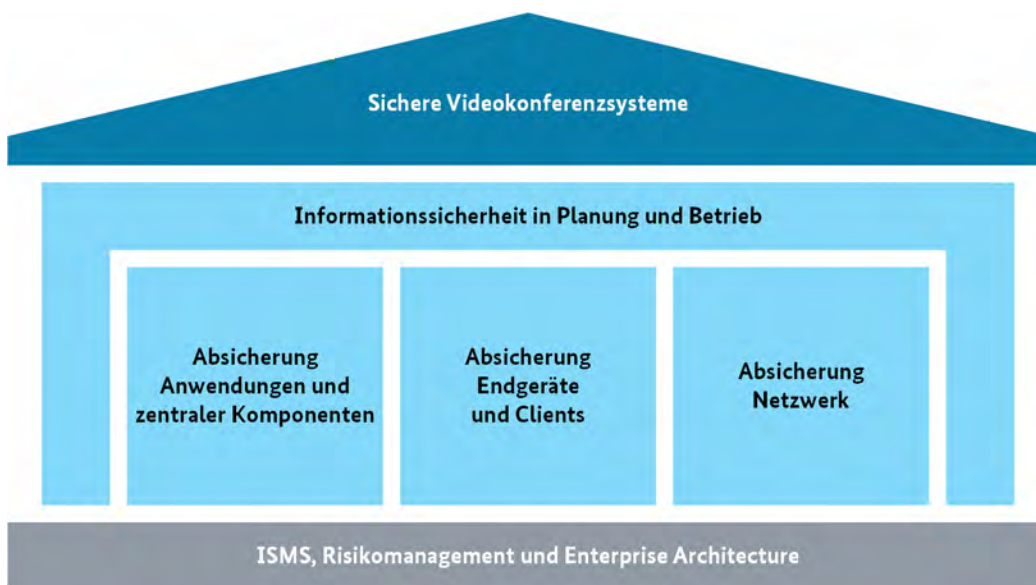 Sichere Videokonferenzsysteme
Informationssicherheit in Planung und Betrieb
Absicherung
Anwendungen und
zentraler Komponenten
Absicherung
Endgeräte
und Clients
Absicherung
Netzwerk
ISMS, Risikomanagement und Enterprise Architecture